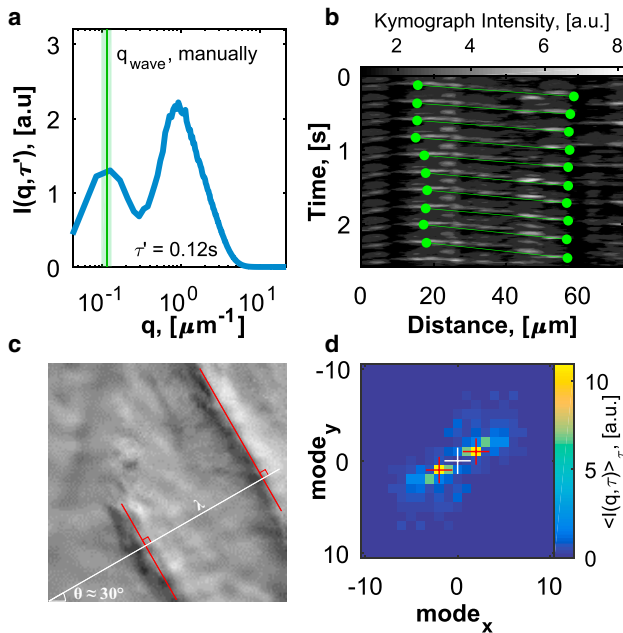 a
I(q,τ'), [a.u]
3
2
1
0
q_wave, manually
τ' = 0.12s
10^-1 10^0 10^1
q, [μm^-1]
b
Kymograph Intensity, [a.u.]
2 4 6 8
Time, [s]
0
1
2
0 20 40 60 80
Distance, [μm]
c
λ
θ ≈ 30°
d
mode_y
-10
0
10
-10 0 10
mode_x
10
5
0
<I(q,τ)>_τ, [a.u.]